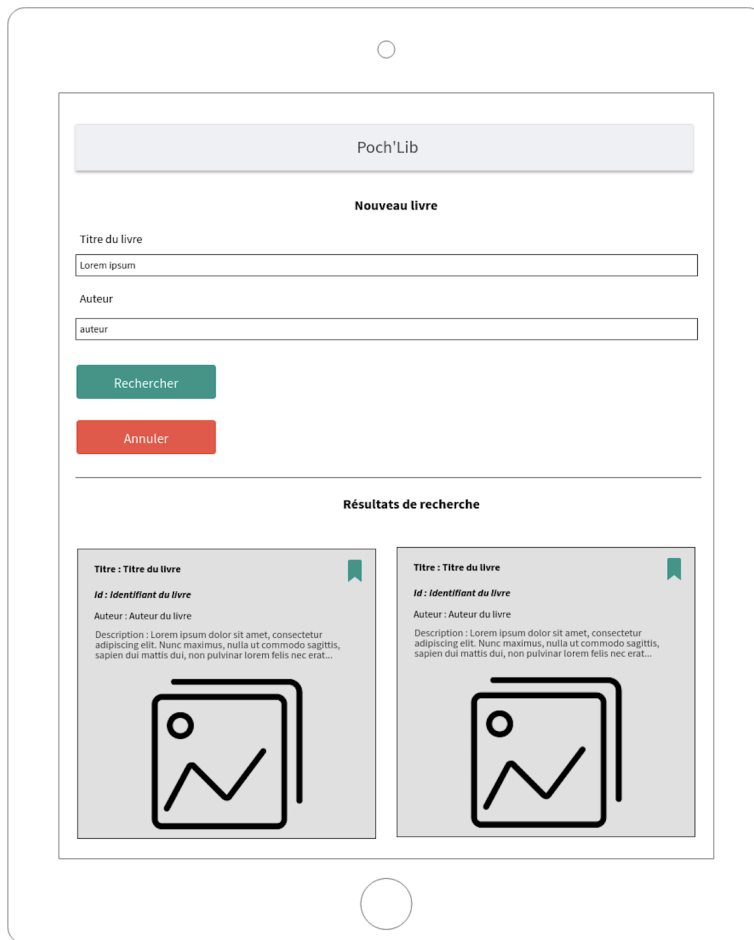 Poch'Lib
Nouveau livre
Titre du livre
Lorem ipsum
Auteur
auteur
Rechercher
Annuler
Résultats de recherche
Titre : Titre du livre
Id : Identifiant du livre
Auteur : Auteur du livre
Description : Lorem ipsum dolor sit amet, consectetur
adipiscing elit. Nunc maximus, nulla ut commodo sagittis,
sapien dui mattis dui, non pulvinar lorem felis nec erat...
Titre : Titre du livre
Id : Identifiant du livre
Auteur : Auteur du livre
Description : Lorem ipsum dolor sit amet, consectetur
adipiscing elit. Nunc maximus, nulla ut commodo sagittis,
sapien dui mattis dui, non pulvinar lorem felis nec erat...